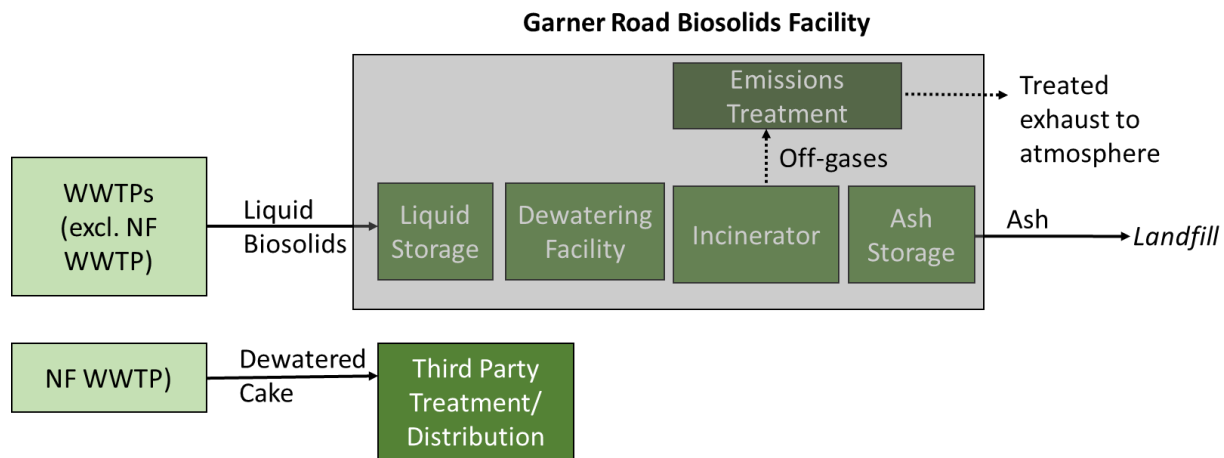 Garner Road Biosolids Facility
Emissions
Treatment
Treated
exhaust to
atmosphere
Off-gases
WWTPs
(excl. NF
WWTP)
Liquid
Biosolids
Liquid
Storage
Dewatering
Facility
Incinerator
Ash
Storage
Ash
Landfill
NF WWTP)
Dewatered
Cake
Third Party
Treatment/
Distribution